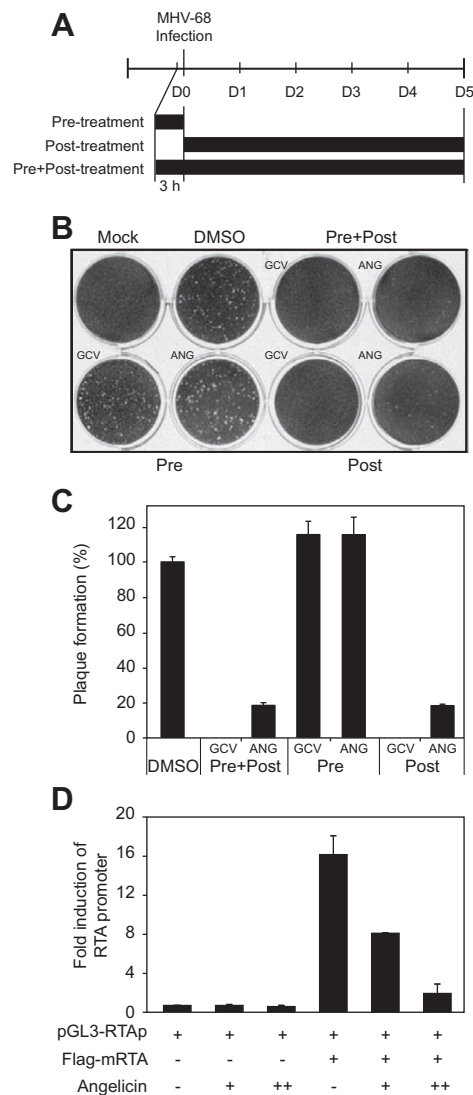 A
MHV-68
Infection
D0 D1 D2 D3 D4 D5
Pre-treatment
Post-treatment
Pre+Post-treatment
3 h
B
Mock DMSO Pre+Post
GCV ANG
GCV ANG GCV ANG
Pre Post
C
Plaque formation (%)
120
100
80
60
40
20
0
GCV ANG GCV ANG GCV ANG
DMSO Pre+Post Pre Post
D
Fold induction of
RTA promoter
20
16
12
8
4
0
pGL3-RTAp + + + + + +
Flag-mRTA - - - + + +
Angelicin - + ++ - + ++